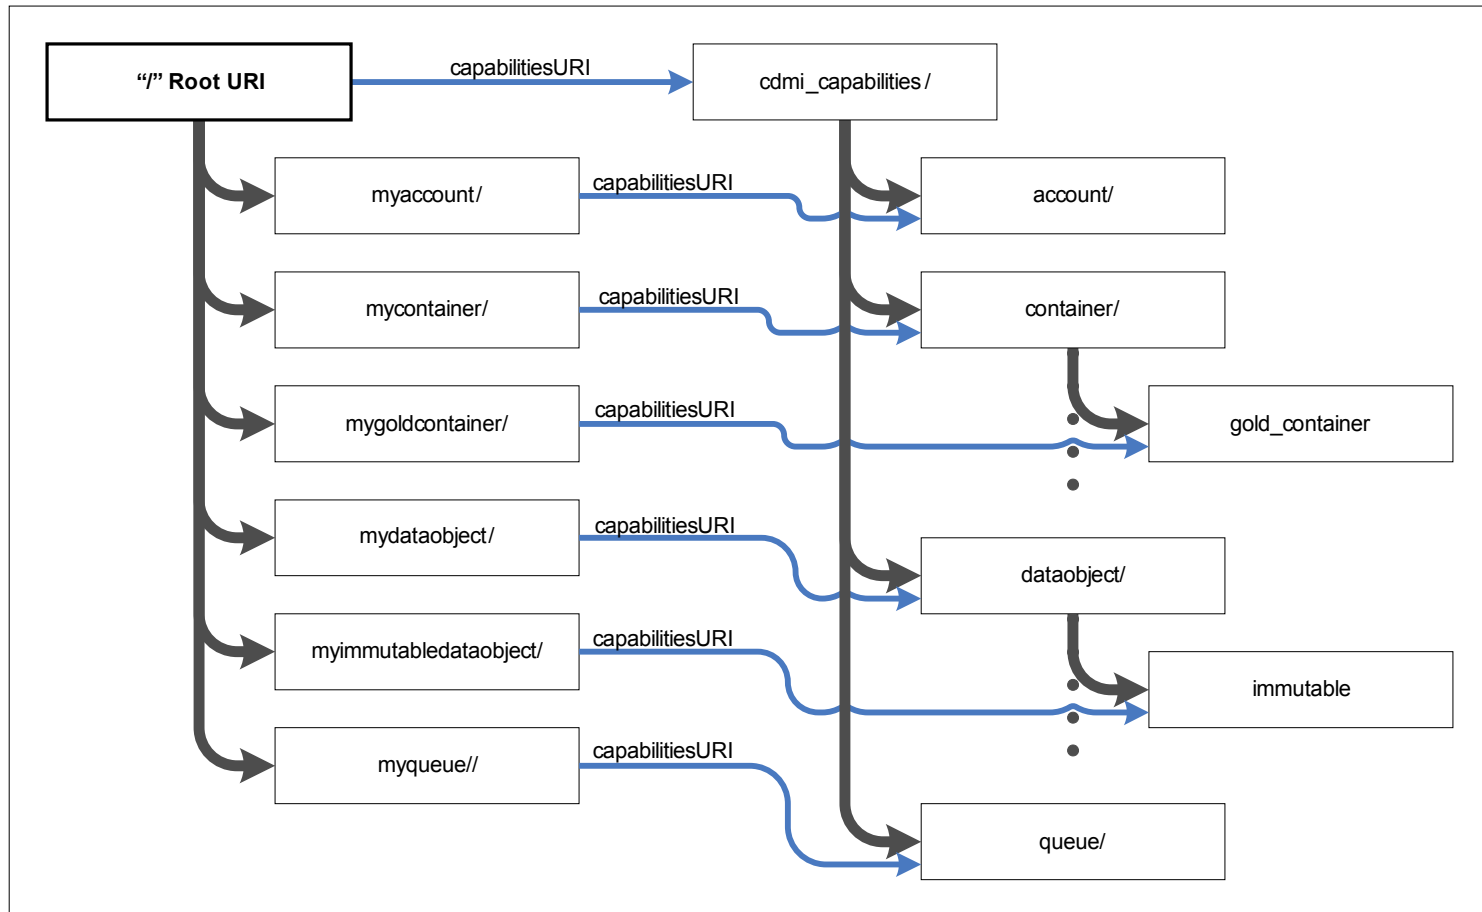 “/” Root URI
capabilitiesURI
cdmi_capabilities/
myaccount/
capabilitiesURI
account/
mycontainer/
capabilitiesURI
container/
mygoldcontainer/
capabilitiesURI
gold_container
mydataobject/
capabilitiesURI
dataobject/
myimmutabledataobject/
capabilitiesURI
immutable
myqueue//
capabilitiesURI
queue/